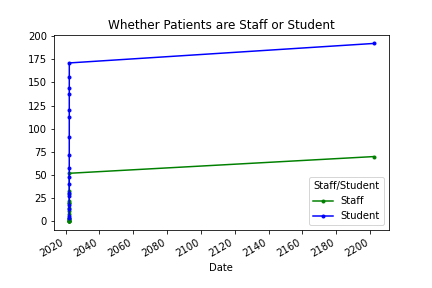 Whether Patients are Staff or Student
200
175
150
125
100
75
50
25
0
Staff/Student
Staff
Student
2020 2040 2060 2080 2100 2120 2140 2160 2180 2200
Date